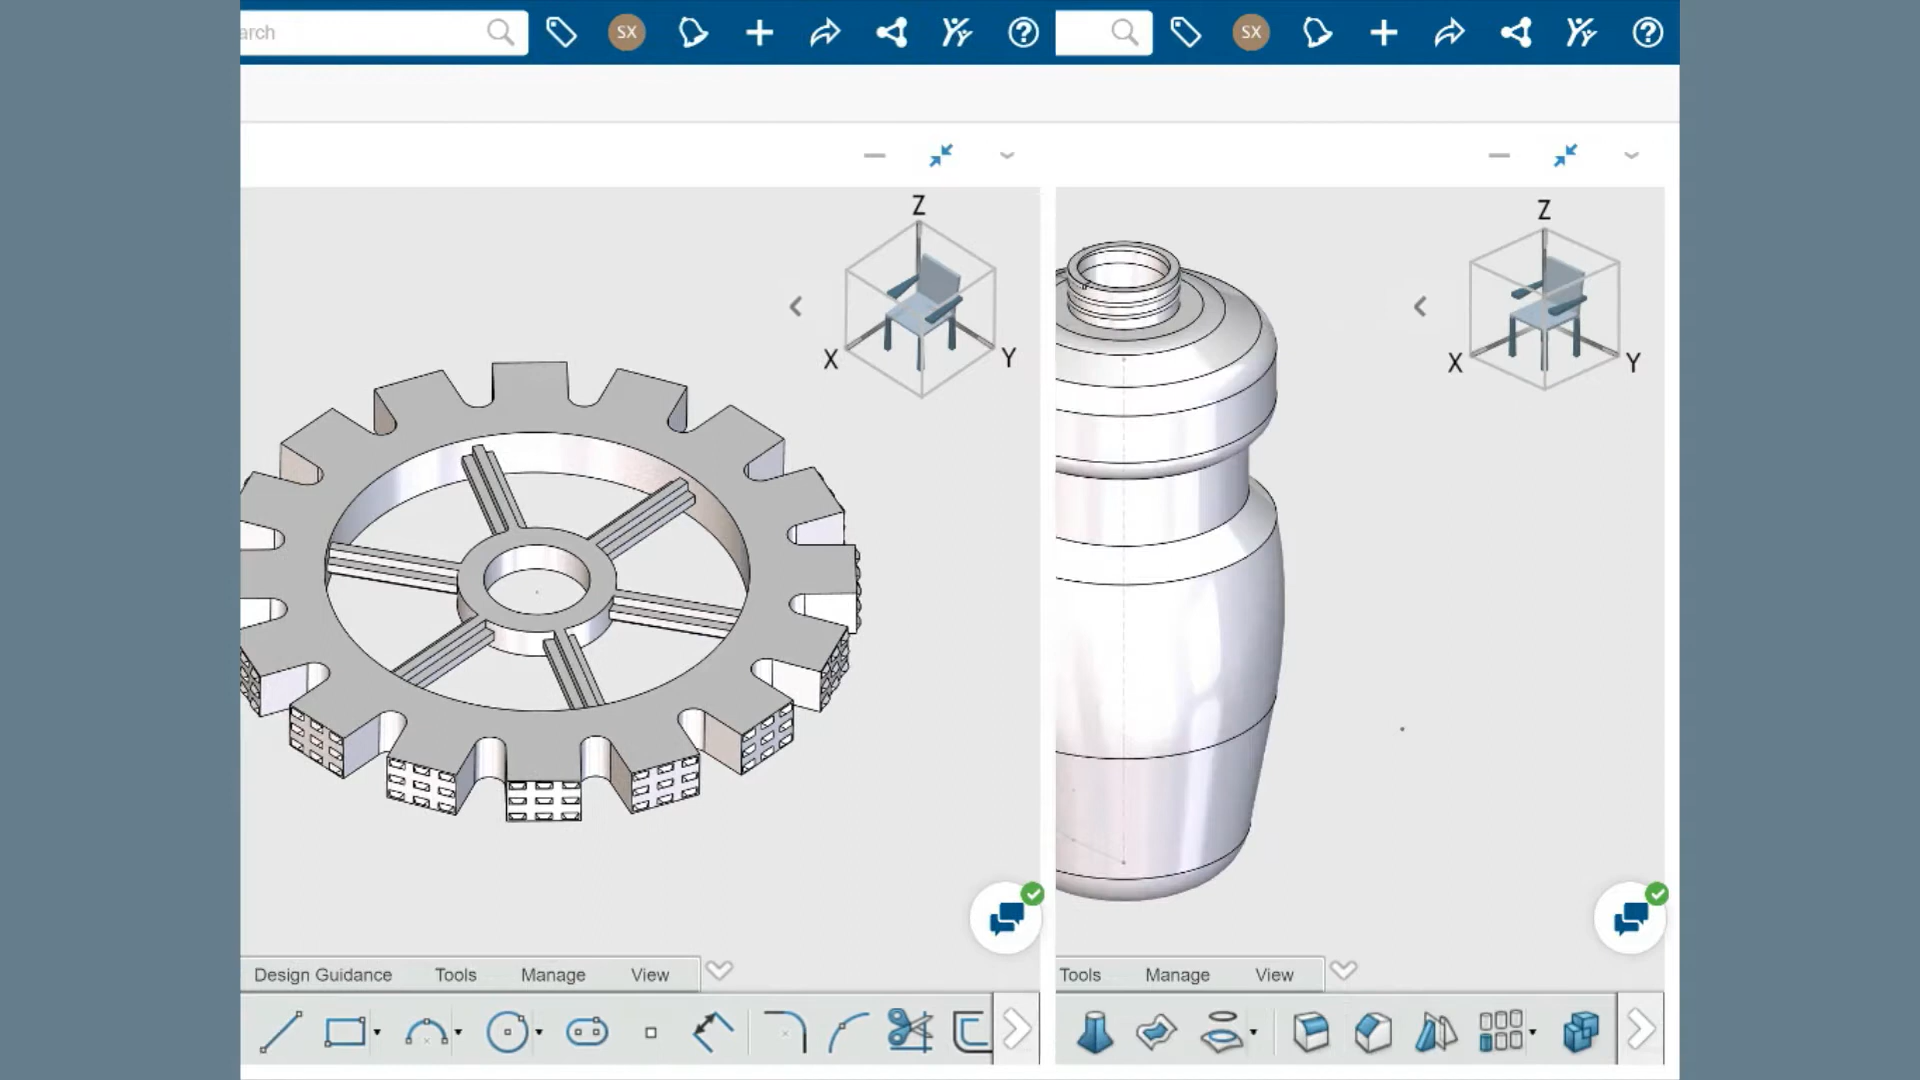 arch
SX
SX
Z
X
Y
Z
X
Y
Design Guidance Tools Manage View
Tools Manage View